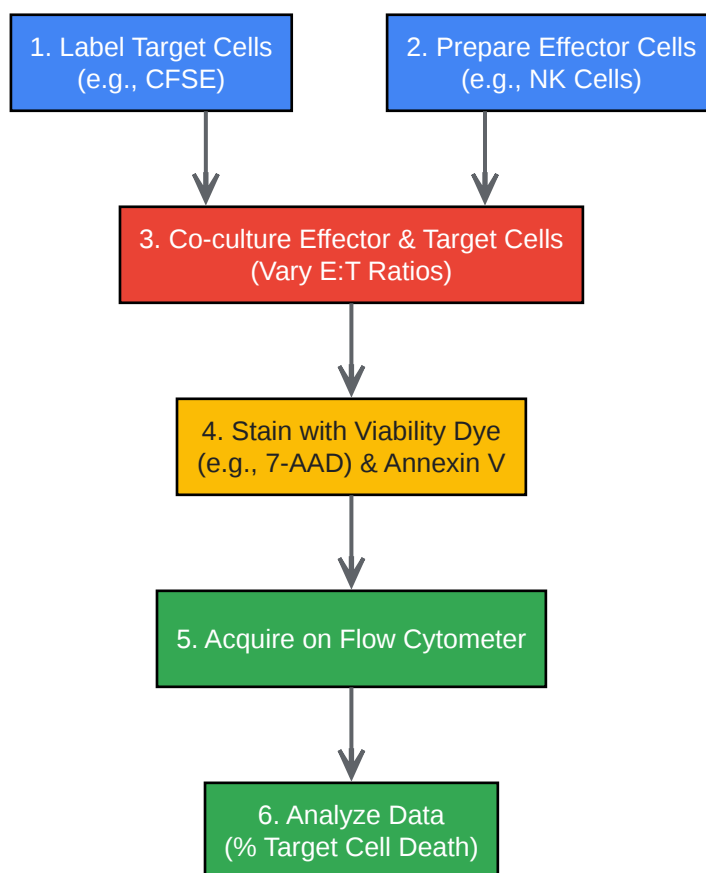 1. Label Target Cells
(e.g., CFSE)
2. Prepare Effector Cells
(e.g., NK Cells)
3. Co-culture Effector & Target Cells
(Vary E:T Ratios)
4. Stain with Viability Dye
(e.g., 7-AAD) & Annexin V
5. Acquire on Flow Cytometer
6. Analyze Data
(% Target Cell Death)